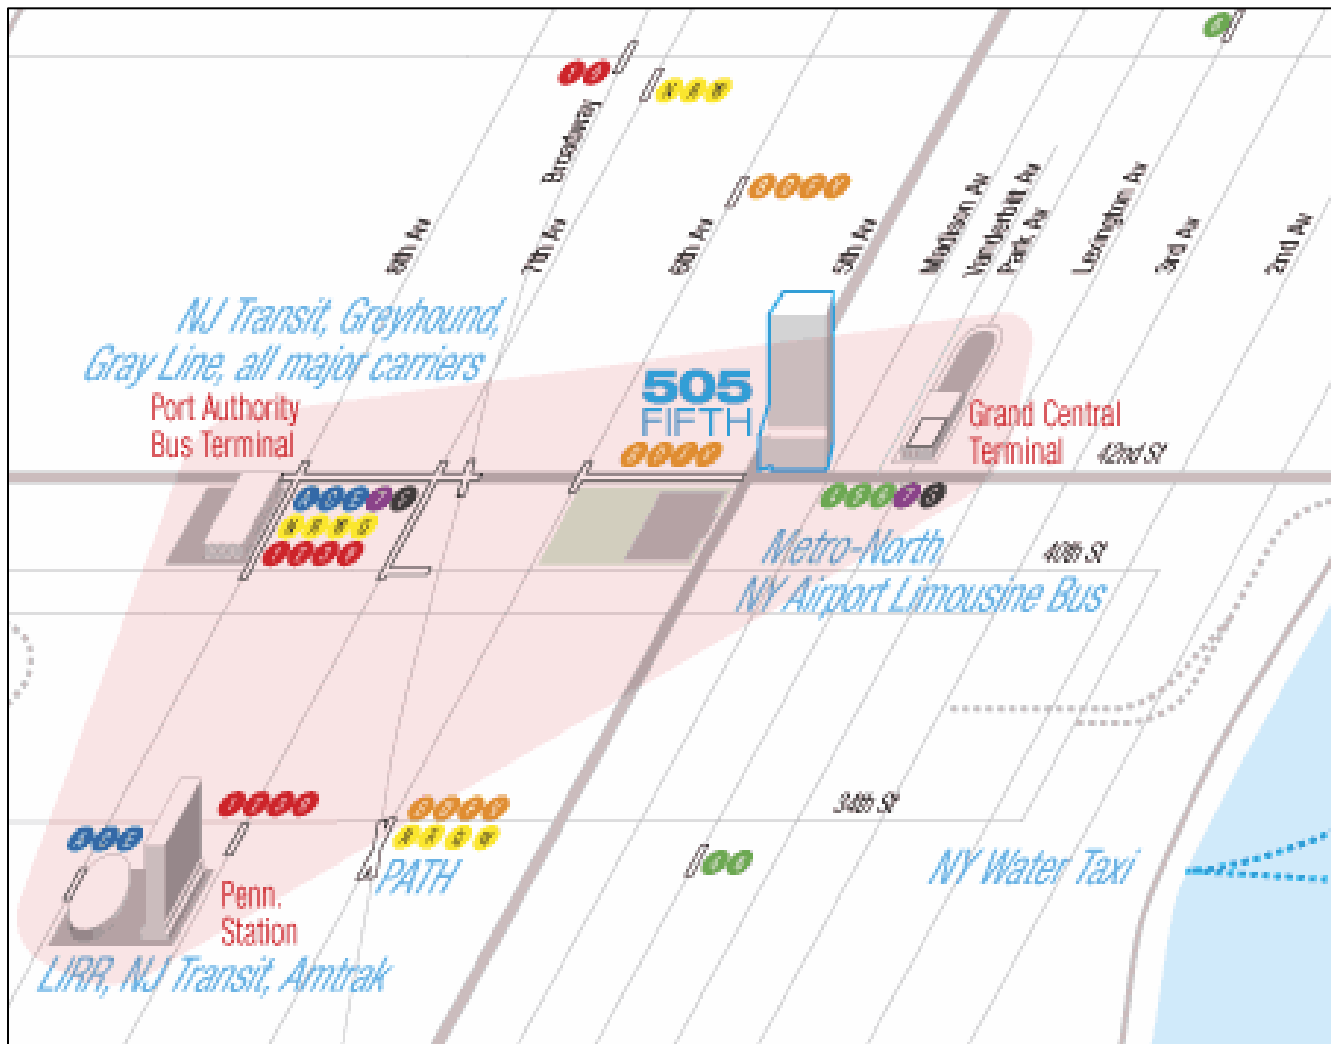 Broadway
8th Av
7th Av
6th Av
5th Av
Madison Av
Vanderbilt Av
Park Av
Lexington Av
3rd Av
2nd Av
NJ Transit, Greyhound,
Gray Line, all major carriers
Port Authority
Bus Terminal
505
FIFTH
Grand Central
Terminal
42nd St
Metro-North
40th St
NY Airport Limousine Bus
34th St
PATH
NY Water Taxi
Penn.
Station
LIRR, NJ Transit, Amtrak